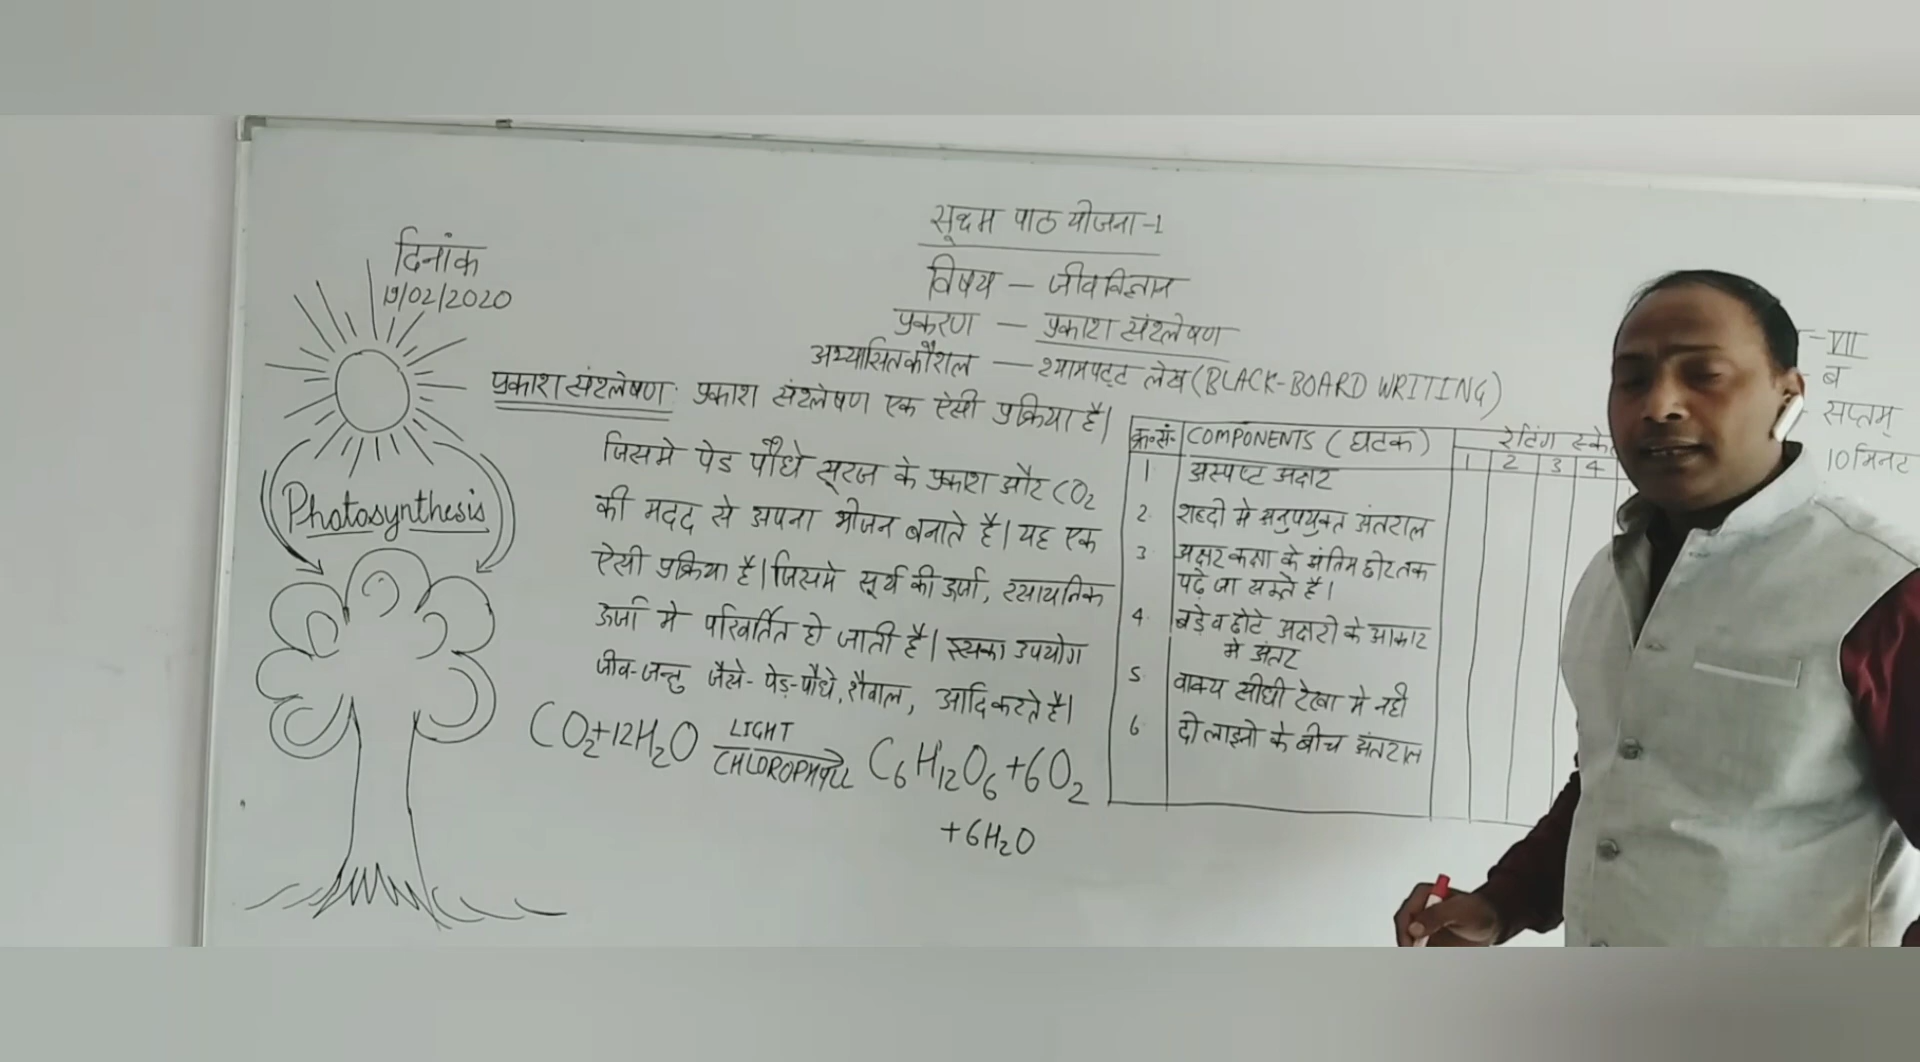 सूक्ष्म पाठ योजना-1
दिनांक
19/02/2020
विषय — जीव विज्ञान
प्रकरण — प्रकाश संश्लेषण
अभ्यासित कौशल — श्यामपट्ट लेख (BLACK-BOARD WRITING)
-VII
ब
सप्तम्
10 मिनट
प्रकाश संश्लेषण: प्रकाश संश्लेषण एक ऐसी प्रक्रिया है।
जिसमे पेड पौधे सूरज के प्रकाश और CO2
की मदद से अपना भोजन बनाते है। यह एक
ऐसी प्रक्रिया है। जिसमे सूर्य की ऊर्जा, रसायनिक
ऊर्जा मे परिवर्तित हो जाती है। इसका उपयोग
जीव-जन्तु जैसे- पेड़-पौधे, शैवाल, आदि करते है।
CO2+12H2O LIGHT CHLOROPHYLL C6H12O6+6O2
+6H2O
Photosynthesis
क्र॰सं॰ COMPONENTS (घटक) रेटिंग स्के
1 2 3 4
1 अस्पष्ट अक्षर
2 शब्दो मे अनुपयुक्त अंतराल
3 अक्षर कक्षा के अंतिम छोर तक
पढ़े जा सकते है।
4 बड़े व छोटे अक्षरो के आकार
मे अंतर
5 वाक्य सीधी रेखा मे नही
6 दो लाइनो के बीच अंतराल